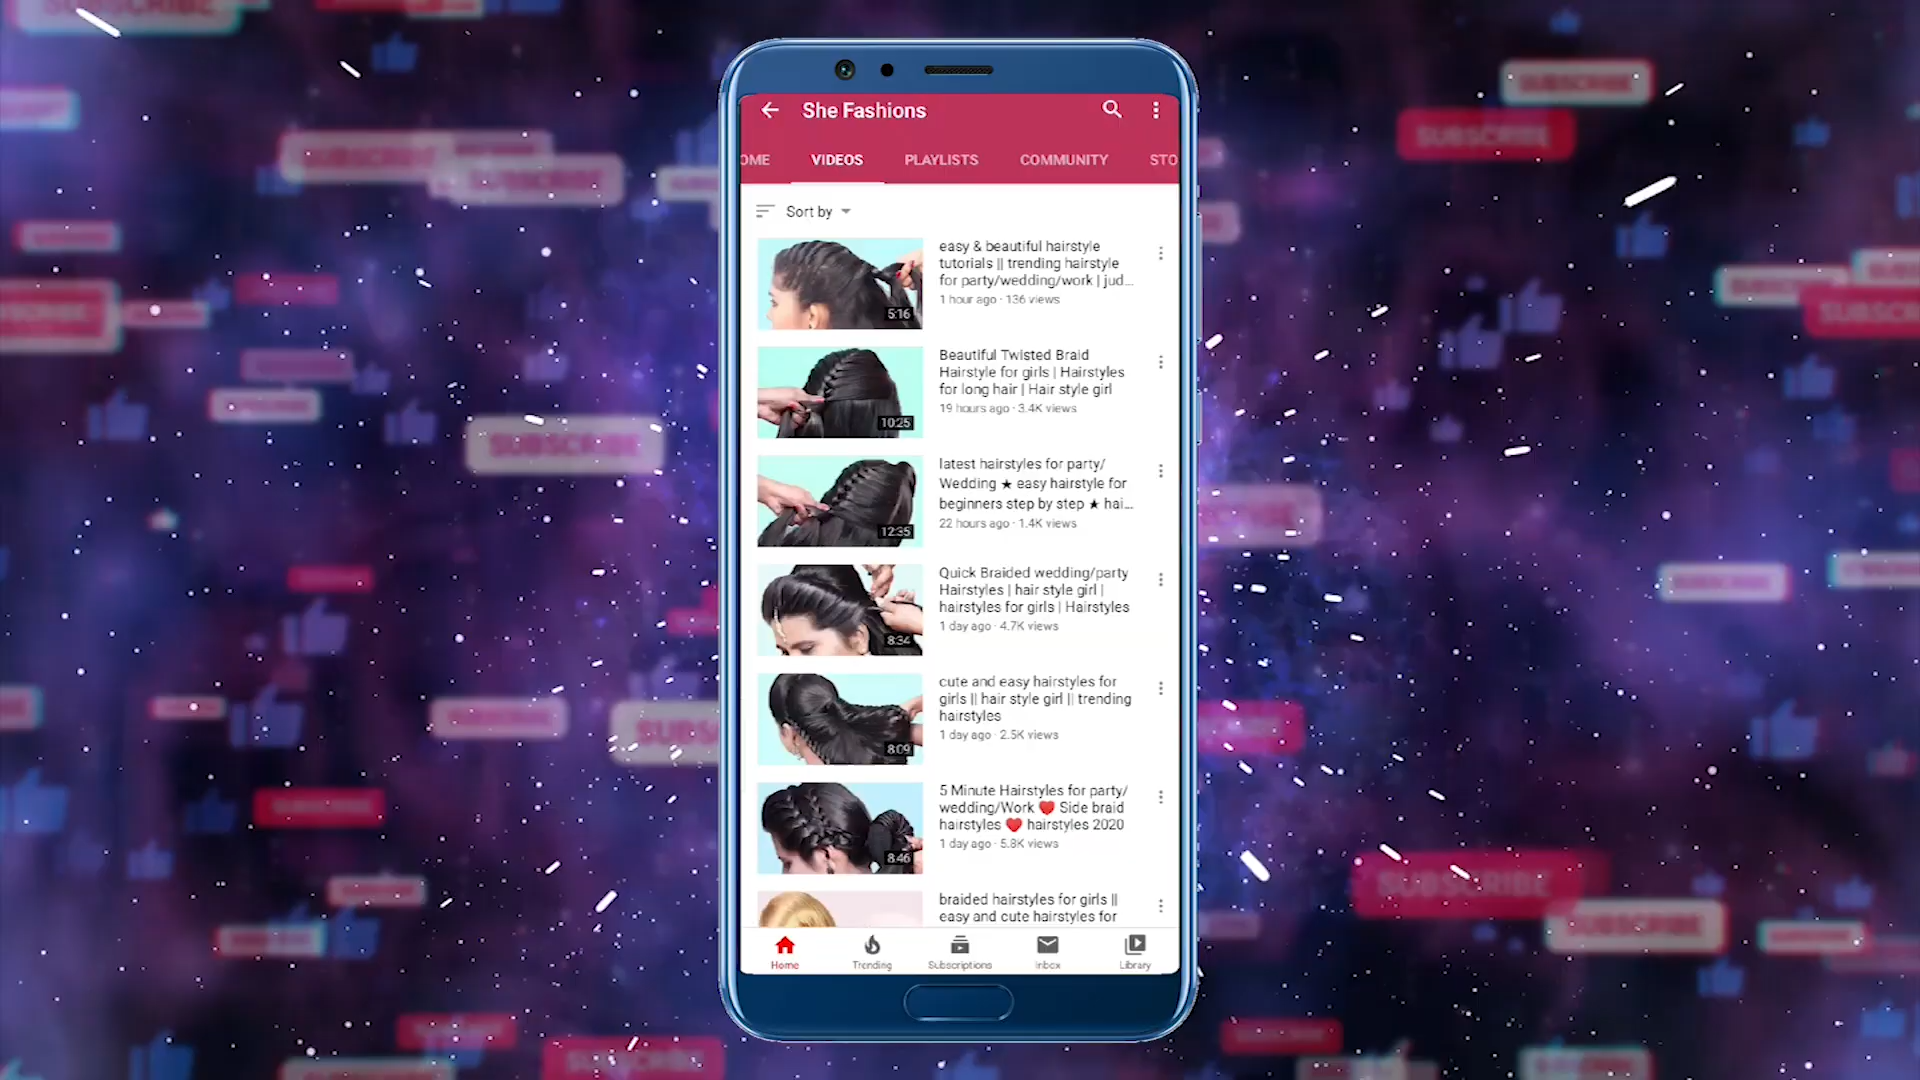 She Fashions
OME VIDEOS PLAYLISTS COMMUNITY STO
Sort by
easy & beautiful hairstyle
tutorials || trending hairstyle
for party/wedding/work | jud...
1 hour ago · 136 views
5:16
Beautiful Twisted Braid
Hairstyle for girls | Hairstyles
for long hair | Hair style girl
19 hours ago · 3.4K views
10:25
latest hairstyles for party/
Wedding ★ easy hairstyle for
beginners step by step ★ hai...
22 hours ago · 1.4K views
12:35
Quick Braided wedding/party
Hairstyles | hair style girl |
hairstyles for girls | Hairstyles
1 day ago · 4.7K views
8:34
cute and easy hairstyles for
girls || hair style girl || trending
hairstyles
1 day ago · 2.5K views
8:09
5 Minute Hairstyles for party/
wedding/Work ♥ Side braid
hairstyles ♥ hairstyles 2020
1 day ago · 5.8K views
8:46
braided hairstyles for girls ||
easy and cute hairstyles for
Home Trending Subscriptions Inbox Library
SUBSCRIBE
SUBSCRIBE
SUBSCRIBE